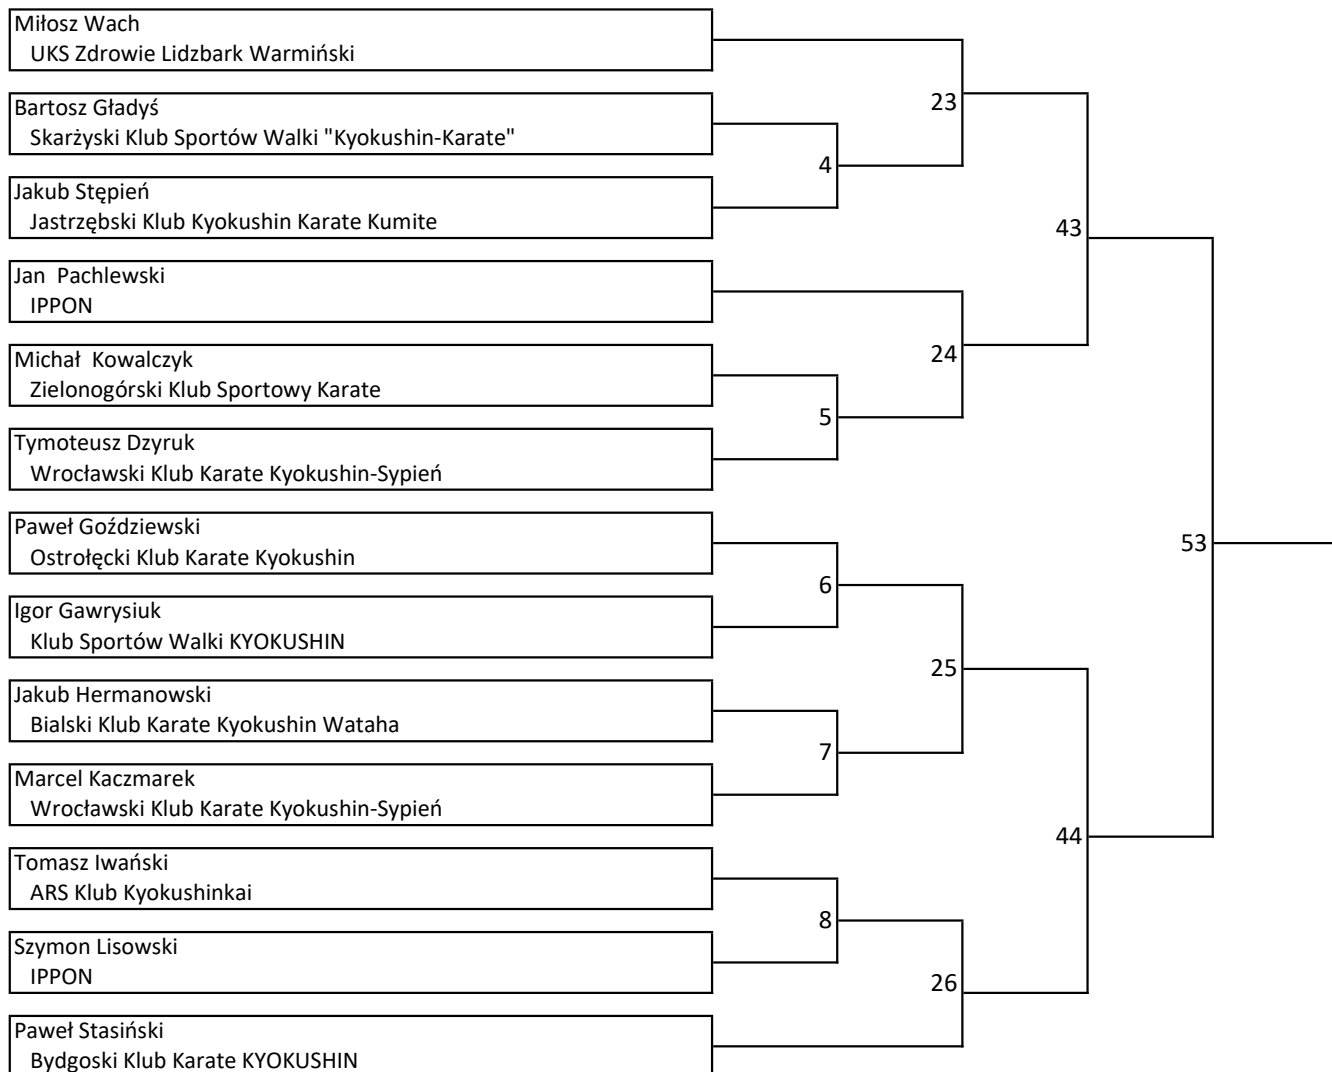 Miłosz Wach
UKS Zdrowie Lidzbark Warmiński
23
Bartosz Gładyś
Skarżyski Klub Sportów Walki "Kyokushin-Karate"
4
Jakub Stępień
Jastrzębski Klub Kyokushin Karate Kumite
43
Jan  Pachlewski
IPPON
24
Michał  Kowalczyk
Zielonogórski Klub Sportowy Karate
5
Tymoteusz Dzyruk
Wrocławski Klub Karate Kyokushin-Sypień
Paweł Goździewski
Ostrołęcki Klub Karate Kyokushin
53
6
Igor Gawrysiuk
Klub Sportów Walki KYOKUSHIN
25
Jakub Hermanowski
Bialski Klub Karate Kyokushin Wataha
7
Marcel Kaczmarek
Wrocławski Klub Karate Kyokushin-Sypień
44
Tomasz Iwański
ARS Klub Kyokushinkai
8
Szymon Lisowski
IPPON
26
Paweł Stasiński
Bydgoski Klub Karate KYOKUSHIN